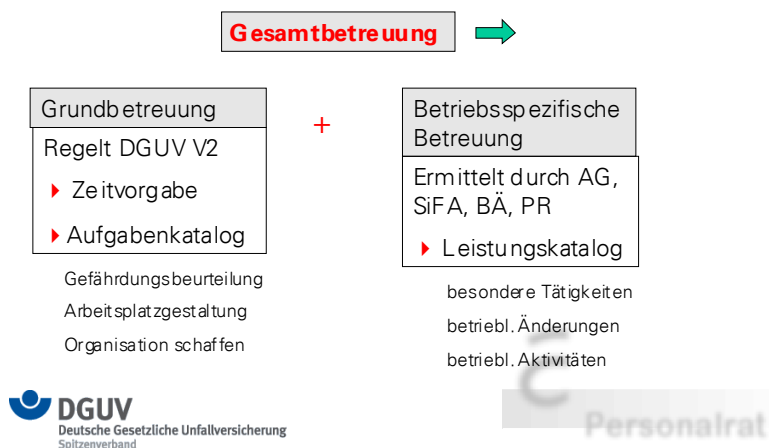 Gesamtbetreuung
Grundbetreuung
Regelt DGUV V2
Zeitvorgabe
Aufgabenkatalog
Gefährdungsbeurteilung
Arbeitsplatzgestaltung
Organisation schaffen
+
Betriebsspezifische
Betreuung
Ermittelt durch AG,
SiFA, BÄ, PR
Leistungskatalog
besondere Tätigkeiten
betriebl. Änderungen
betriebl. Aktivitäten
DGUV
Deutsche Gesetzliche Unfallversicherung
Spitzenverband
Personalrat